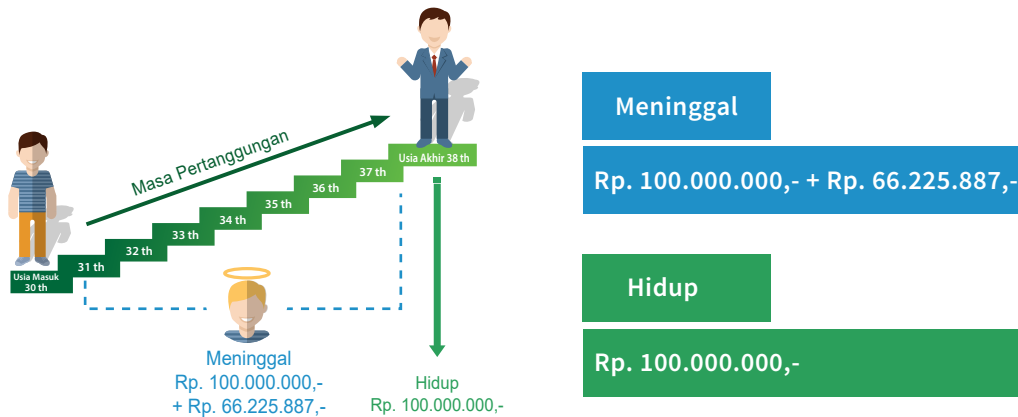 Masa Pertanggungan
Usia Masuk
30 th
31 th
32 th
33 th
34 th
35 th
36 th
37 th
Usia Akhir 38 th
Meninggal
Rp. 100.000.000,-
+ Rp. 66.225.887,-
Hidup
Rp. 100.000.000,-
Meninggal
Rp. 100.000.000,- + Rp. 66.225.887,-
Hidup
Rp. 100.000.000,-